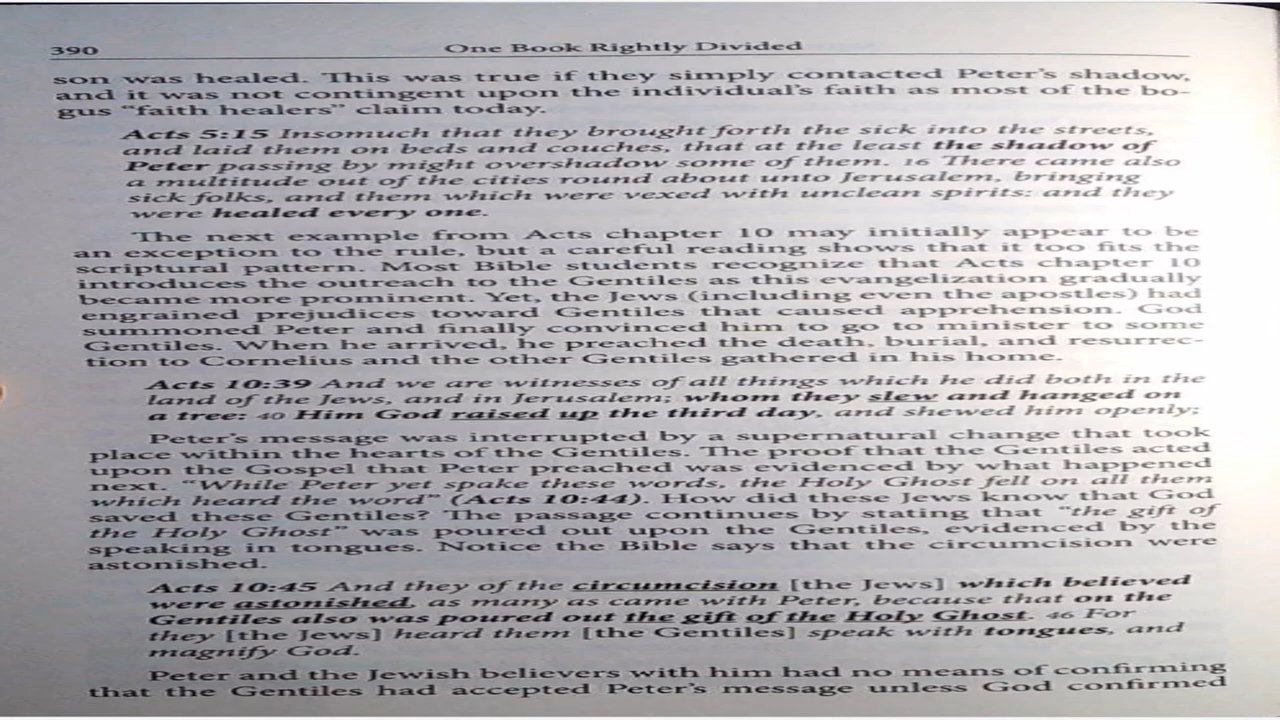 390
One Book Rightly Divided
son was healed. This was true if they simply contacted Peter's shadow,
and it was not contingent upon the individual's faith as most of the bo-
gus "faith healers" claim today.
Acts 5:15 Insomuch that they brought forth the sick into the streets,
and laid them on beds and couches, that at the least the shadow of
Peter passing by might overshadow some of them. 16 There came also
a multitude out of the cities round about unto Jerusalem, bringing
sick folks, and them which were vexed with unclean spirits: and they
were healed every one.
The next example from Acts chapter 10 may initially appear to be
an exception to the rule, but a careful reading shows that it too fits the
scriptural pattern. Most Bible students recognize that Acts chapter 10
introduces the outreach to the Gentiles as this evangelization gradually
became more prominent. Yet, the Jews (including even the apostles) had
engrained prejudices toward Gentiles that caused apprehension. God
summoned Peter and finally convinced him to go to minister to some
Gentiles. When he arrived, he preached the death, burial, and resurrec-
tion to Cornelius and the other Gentiles gathered in his home.
Acts 10:39 And we are witnesses of all things which he did both in the
land of the Jews, and in Jerusalem; whom they slew and hanged on
a tree: 40 Him God raised up the third day, and shewed him openly;
Peter's message was interrupted by a supernatural change that took
place within the hearts of the Gentiles. The proof that the Gentiles acted
upon the Gospel that Peter preached was evidenced by what happened
next. "While Peter yet spake these words, the Holy Ghost fell on all them
which heard the word" (Acts 10:44). How did these Jews know that God
saved these Gentiles? The passage continues by stating that "the gift of
the Holy Ghost" was poured out upon the Gentiles, evidenced by the
speaking in tongues. Notice the Bible says that the circumcision were
astonished.
Acts 10:45 And they of the circumcision [the Jews] which believed
were astonished, as many as came with Peter, because that on the
Gentiles also was poured out the gift of the Holy Ghost. 46 For
they [the Jews] heard them [the Gentiles] speak with tongues, and
magnify God.
Peter and the Jewish believers with him had no means of confirming
that the Gentiles had accepted Peter's message unless God confirmed